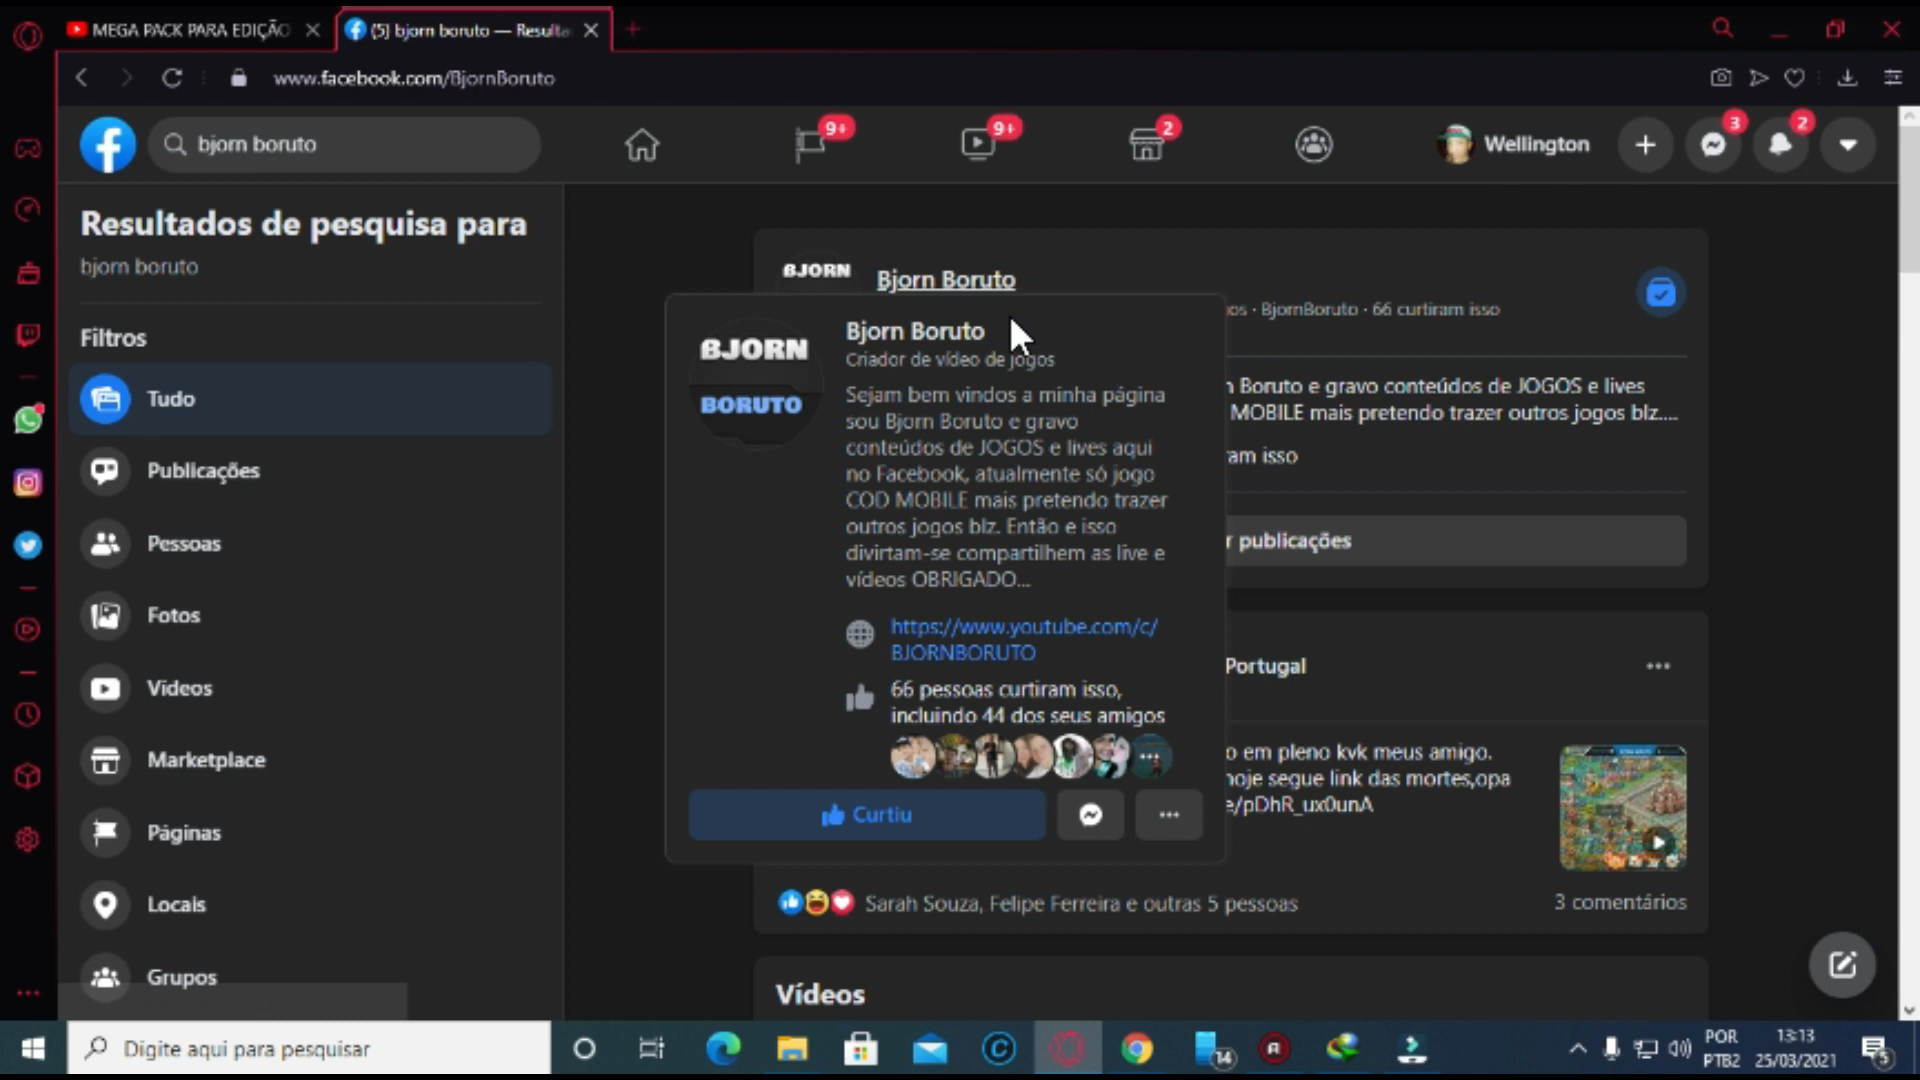 MEGA PACK PARA EDIÇÃO
(5) bjorn boruto — Resulta
www.facebook.com/BjornBoruto
bjorn boruto
9+
9+
2
Wellington
3
2
Resultados de pesquisa para
bjorn boruto
Filtros
Tudo
Publicações
Pessoas
Fotos
Vídeos
Marketplace
Páginas
Locais
Grupos
BJORN
Bjorn Boruto
os · BjornBoruto · 66 curtiram isso
Boruto e gravo conteúdos de JOGOS e lives
MOBILE mais pretendo trazer outros jogos blz....
am isso
r publicações
BJORN
BORUTO
Bjorn Boruto
Criador de vídeo de jogos
Sejam bem vindos a minha página
sou Bjorn Boruto e gravo
conteúdos de JOGOS e lives aqui
no Facebook, atualmente só jogo
COD MOBILE mais pretendo trazer
outros jogos blz. Então e isso
divirtam-se compartilhem as live e
vídeos OBRIGADO...
https://www.youtube.com/c/
BJORNBORUTO
66 pessoas curtiram isso,
incluindo 44 dos seus amigos
Curtiu
Portugal
o em pleno kvk meus amigo.
hoje segue link das mortes,opa
e/pDhR_ux0unA
Sarah Souza, Felipe Ferreira e outras 5 pessoas
3 comentários
Vídeos
Digite aqui para pesquisar
14
POR
PTB2
13:13
25/03/2021
5